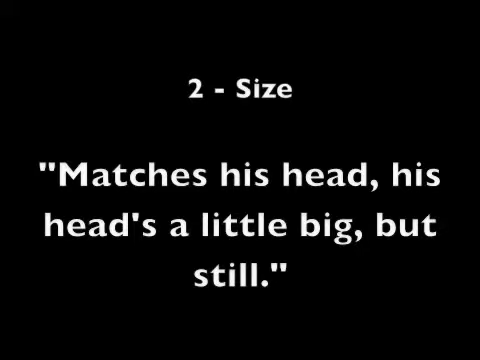 2 - Size
"Matches his head, his
head's a little big, but
still."